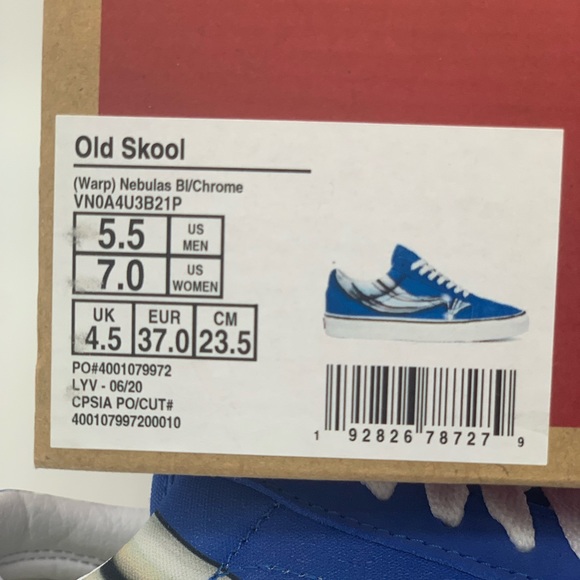 Old Skool
(Warp) Nebulas Bl/Chrome
VN0A4U3B21P
5.5 US MEN
7.0 US WOMEN
UK EUR CM
4.5 37.0 23.5
PO#4001079972
LYV - 06/20
CPSIA PO/CUT#
400107997200010
1 92826 78727 9